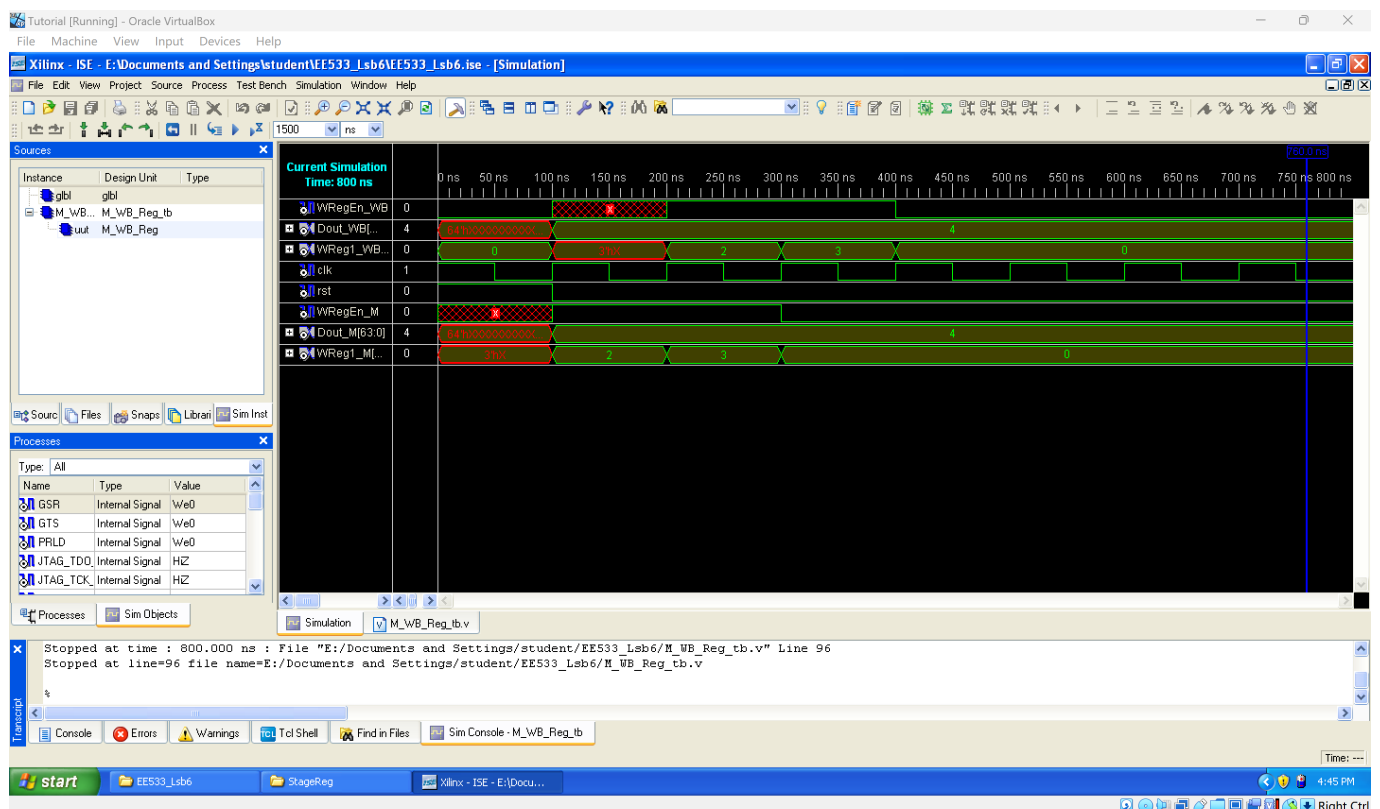 Tutorial [Running] - Oracle VirtualBox
File Machine View Input Devices Help
Xilinx - ISE - E:\Documents and Settings\student\EE533_Lsb6\EE533_Lsb6.ise - [Simulation]
File Edit View Project Source Process Test Bench Simulation Window Help
1500 ns
Sources
Instance Design Unit Type
glbl glbl
M_WB... M_WB_Reg_tb
uut M_WB_Reg
Sourc Files Snaps Librari Sim Inst
Processes
Type: All
Name Type Value
GSR Internal Signal We0
GTS Internal Signal We0
PRLD Internal Signal We0
JTAG_TDO_ Internal Signal HiZ
JTAG_TCK_ Internal Signal HiZ
Processes Sim Objects
760.0 ns
Current Simulation
Time: 800 ns
0 ns 50 ns 100 ns 150 ns 200 ns 250 ns 300 ns 350 ns 400 ns 450 ns 500 ns 550 ns 600 ns 650 ns 700 ns 750 ns 800 ns
WRegEn_WB 0 X
Dout_WB[... 4 4
WReg1_WB... 0 0 3'hX 2 3 0
clk 1
rst 0
WRegEn_M 0 X
Dout_M[63:0] 4 4
WReg1_M[... 0 3'hX 2 3 0
Simulation M_WB_Reg_tb.v
Stopped at time : 800.000 ns : File "E:/Documents and Settings/student/EE533_Lsb6/M_WB_Reg_tb.v" Line 96
Stopped at line=96 file name=E:/Documents and Settings/student/EE533_Lsb6/M_WB_Reg_tb.v
%
Transcript
Console Errors Warnings Tcl Shell Find in Files Sim Console - M_WB_Reg_tb
Time: ---
start EE533_Lsb6 StageReg Xilinx - ISE - E:\Docu... 4:45 PM
Right Ctrl